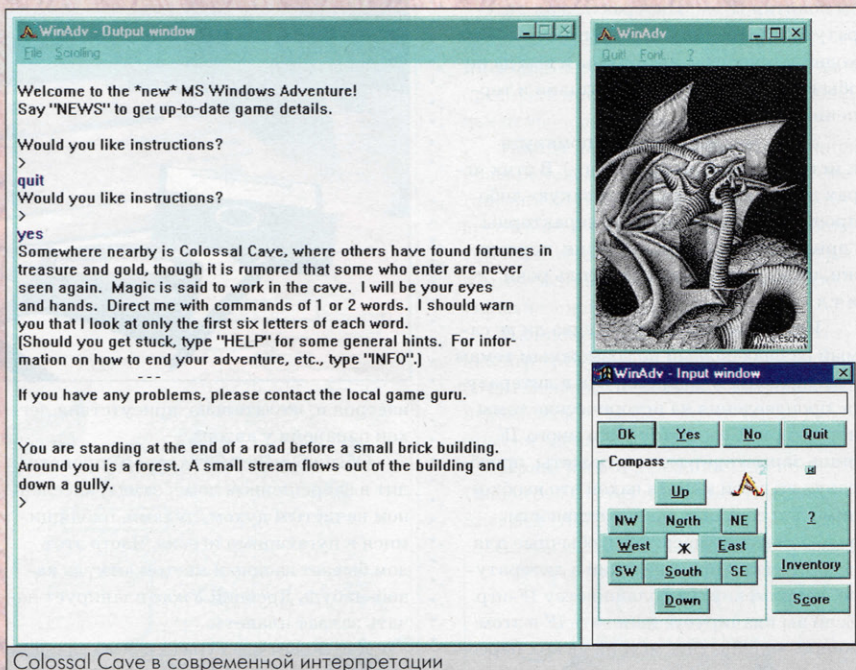 WinAdv - Output window
File Scrolling
Welcome to the *new* MS Windows Adventure!
Say "NEWS" to get up-to-date game details.
Would you like instructions?
>
quit
Would you like instructions?
>
yes
Somewhere nearby is Colossal Cave, where others have found fortunes in
treasure and gold, though it is rumored that some who enter are never
seen again. Magic is said to work in the cave. I will be your eyes
and hands. Direct me with commands of 1 or 2 words. I should warn
you that I look at only the first six letters of each word.
(Should you get stuck, type "HELP" for some general hints. For infor-
mation on how to end your adventure, etc., type "INFO".)
- - -
If you have any problems, please contact the local game guru.
You are standing at the end of a road before a small brick building.
Around you is a forest. A small stream flows out of the building and
down a gully.
>
WinAdv
Quit! Font... ?
M.C. Escher
WinAdv - Input window
Ok Yes No Quit
Compass
Up
NW North NE
West East
SW South SE
Down
?
Inventory
Score
Colossal Cave в современной интерпретации